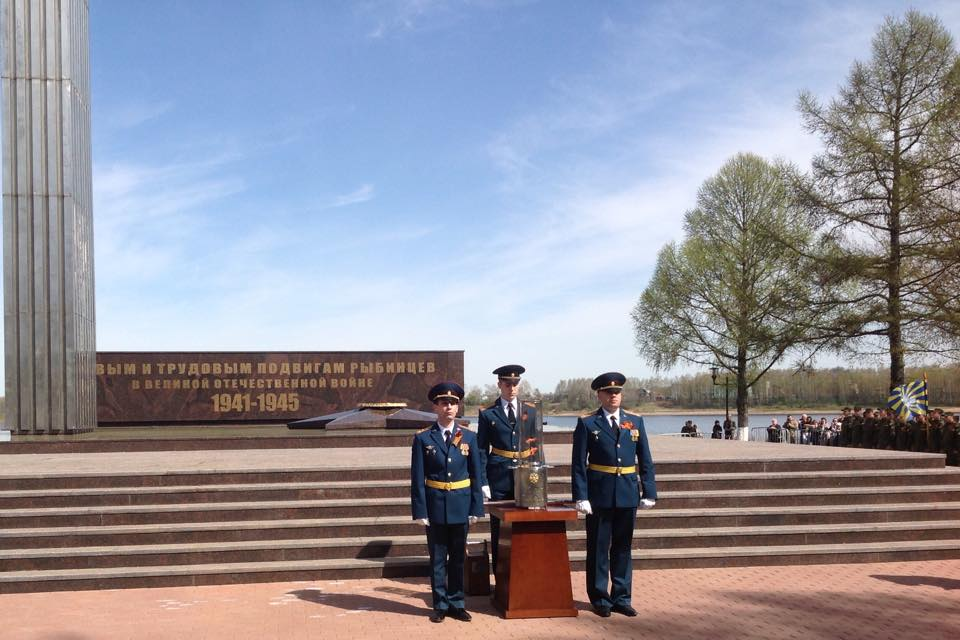 ВЫМ И ТРУДОВЫМ ПОДВИГАМ РЫБИНЦЕВ
В ВЕЛИКОЙ ОТЕЧЕСТВЕННОЙ ВОЙНЕ
1941-1945